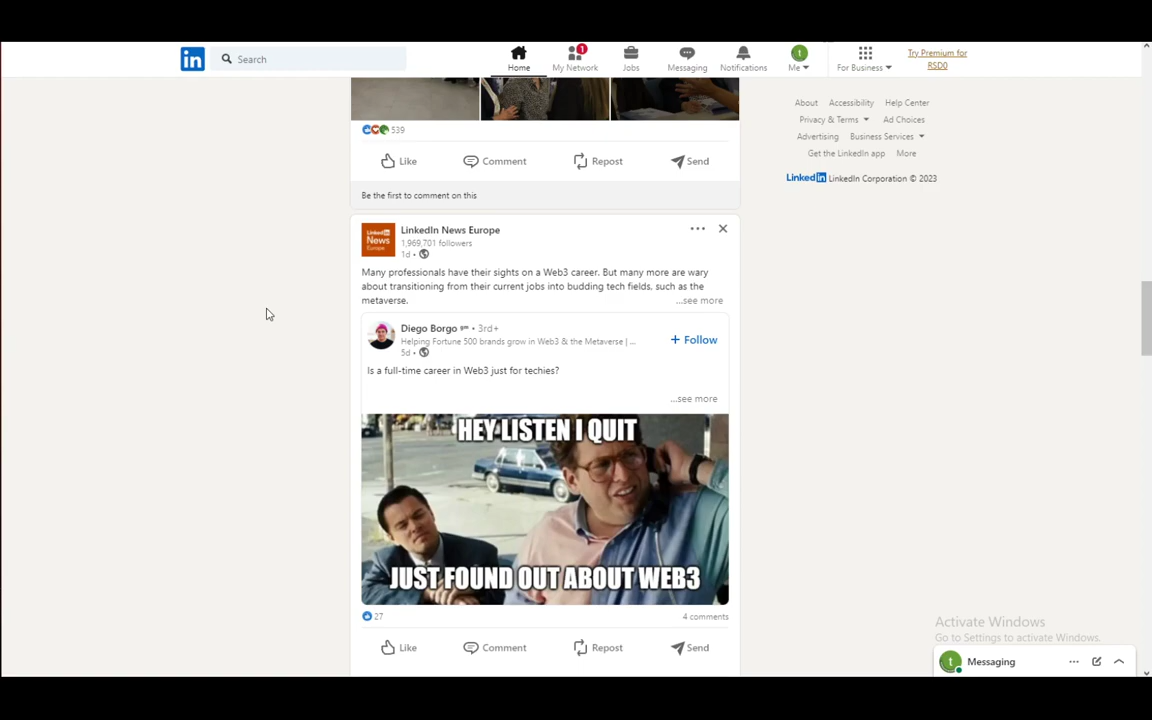 in
Search
1
Home
My Network
Jobs
Messaging
Notifications
t
Me
For Business
Try Premium for
RSD0
About
Accessibility
Help Center
Privacy & Terms
Ad Choices
Advertising
Business Services
Get the LinkedIn app
More
LinkedIn LinkedIn Corporation © 2023
539
Like
Comment
Repost
Send
Be the first to comment on this
LinkedIn
News
Europe
LinkedIn News Europe
1,969,701 followers
1d •
Many professionals have their sights on a Web3 career. But many more are wary
about transitioning from their current jobs into budding tech fields, such as the
metaverse.
...see more
Diego Borgo • 3rd+
Helping Fortune 500 brands grow in Web3 & the Metaverse | ...
5d •
+ Follow
Is a full-time career in Web3 just for techies?
...see more
HEY LISTEN I QUIT
JUST FOUND OUT ABOUT WEB3
27
4 comments
Like
Comment
Repost
Send
Activate Windows
Go to Settings to activate Windows.
t
Messaging